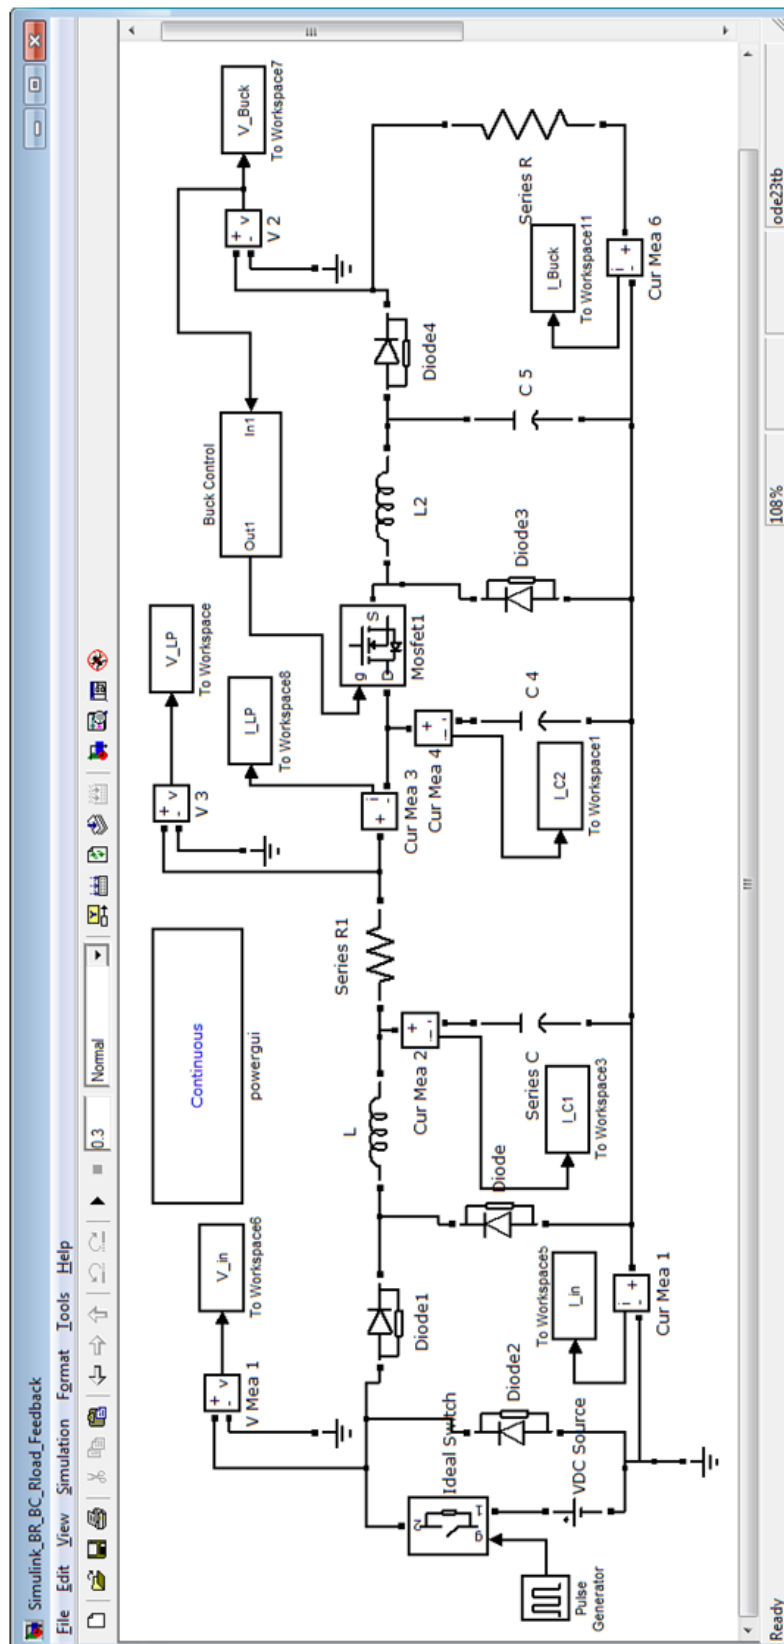 Simulink_BR_BC_Rload_Feedback
File Edit View Simulation Format Tools Help
0.3 Normal
Continuous
powergui
V_in
To Workspace6
+ v
-
V Mea 1
V_LP
To Workspace
+ v
-
V 3
I_LP
To Workspace8
Buck Control
Out1 In1
V_Buck
To Workspace7
+ v
-
V 2
Pulse
Generator
g 1 2
Ideal Switch
VDC Source
Diode2
Diode1
L
Diode
I_in
To Workspace5
i
- +
Cur Mea 1
+
i -
Cur Mea 2
Series C
I_C1
To Workspace3
Series R1
+ i
-
Cur Mea 3
+
i -
Cur Mea 4
C 4
I_C2
To Workspace1
g
D S
Mosfet1
Diode3
L2
C 5
Diode4
Series R
I_Buck
To Workspace11
i
- +
Cur Mea 6
Ready 108% ode23tb